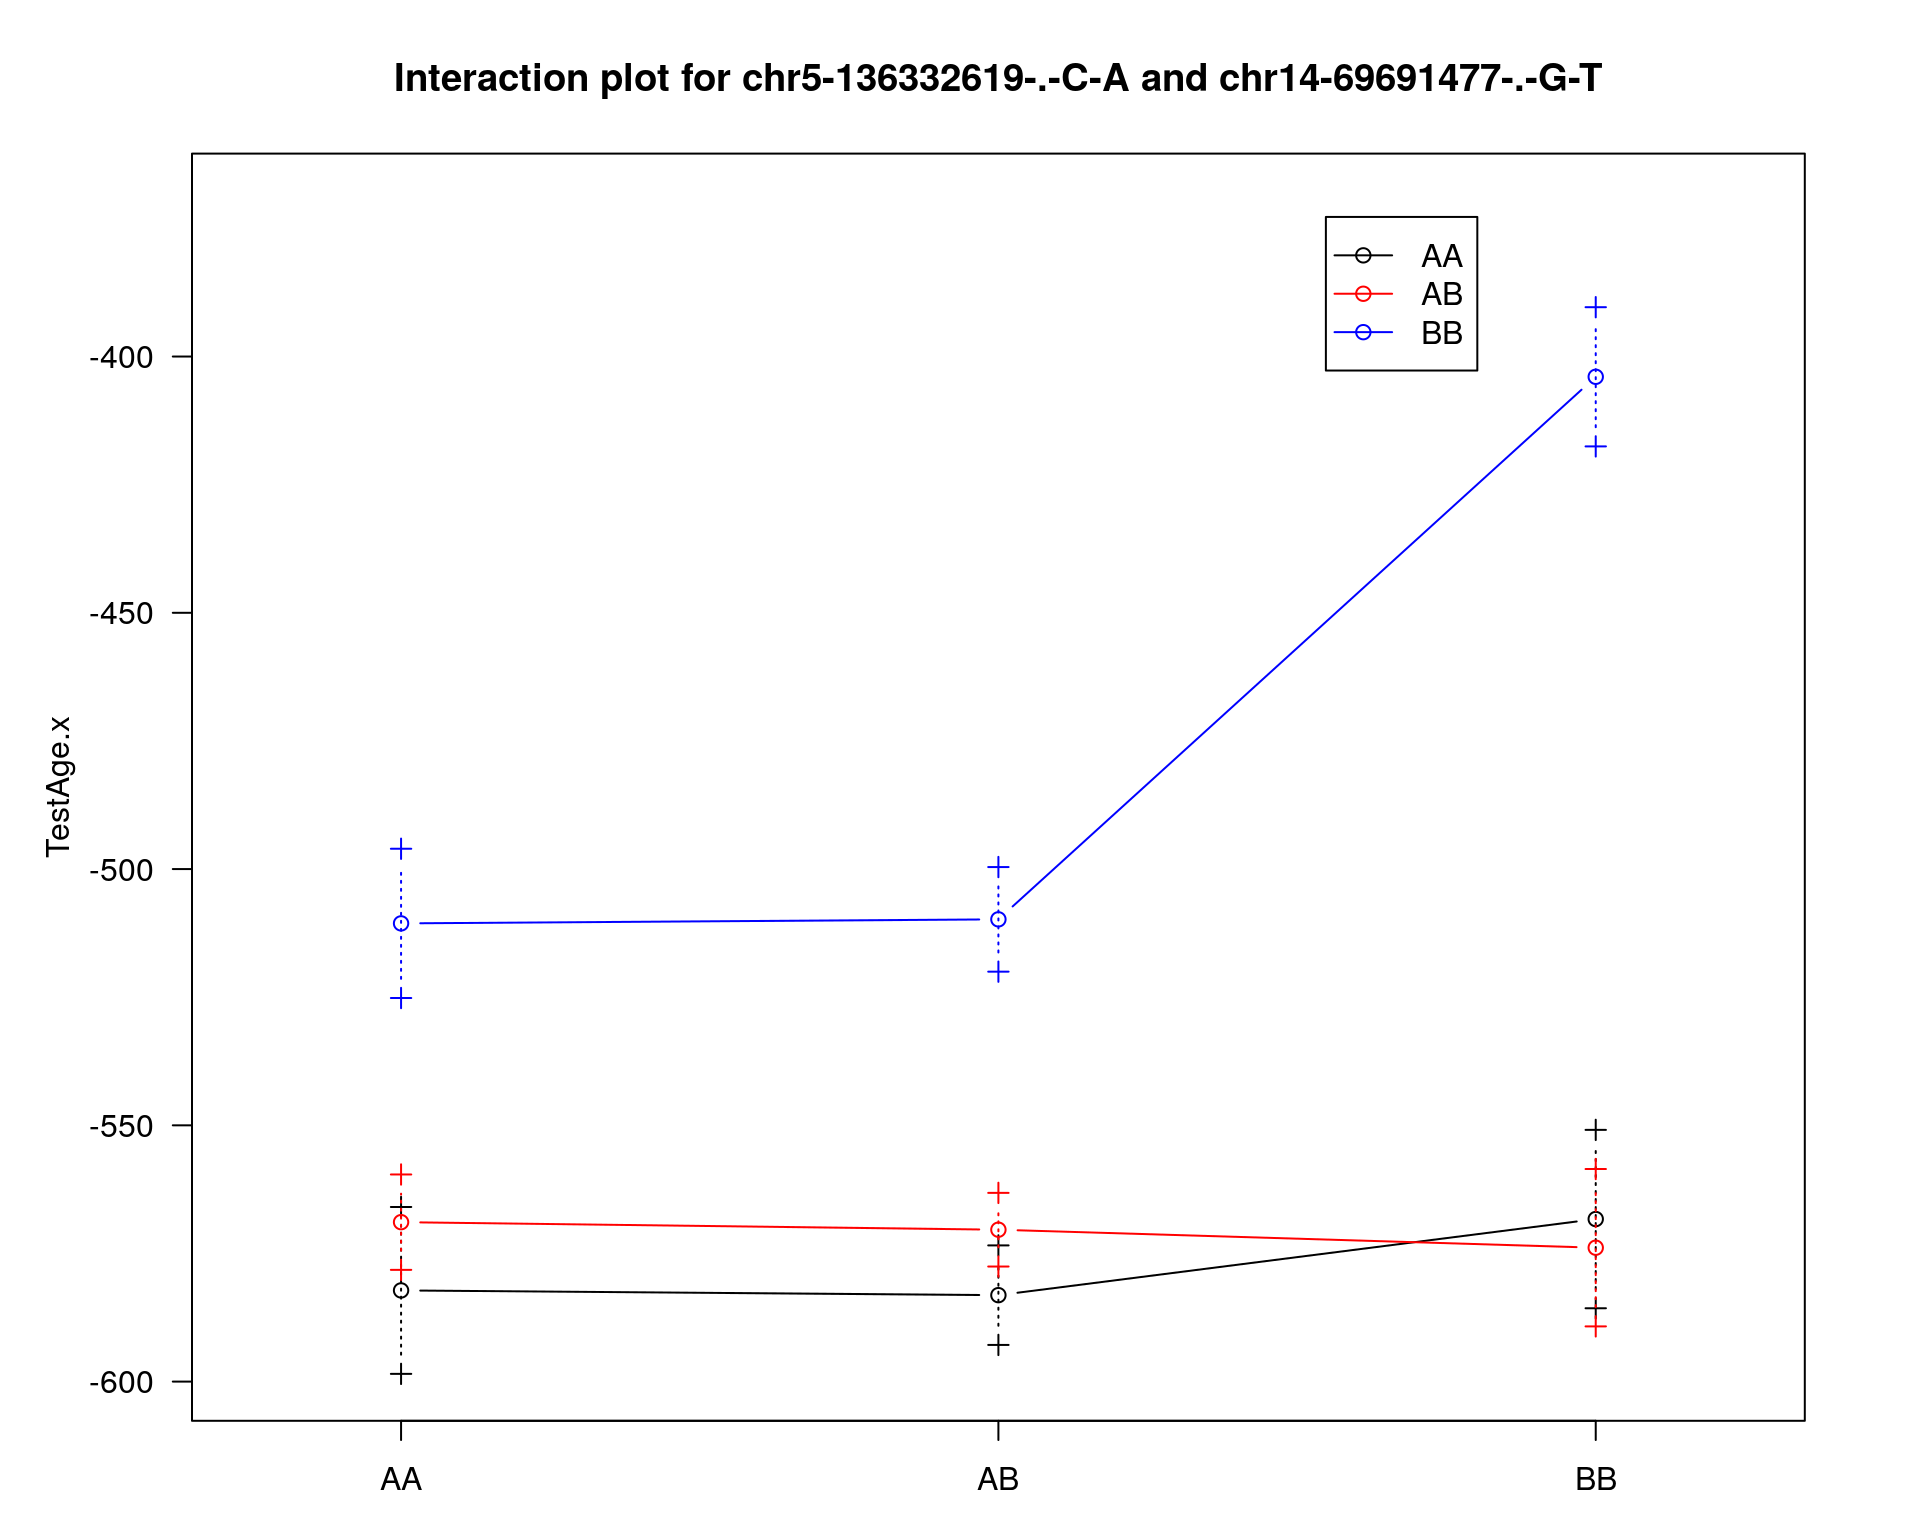 Interaction plot for chr5-136332619-.-C-A and chr14-69691477-.-G-T
AA
AB
BB
-400
-450
-500
-550
-600
TestAge.x
AA
AB
BB